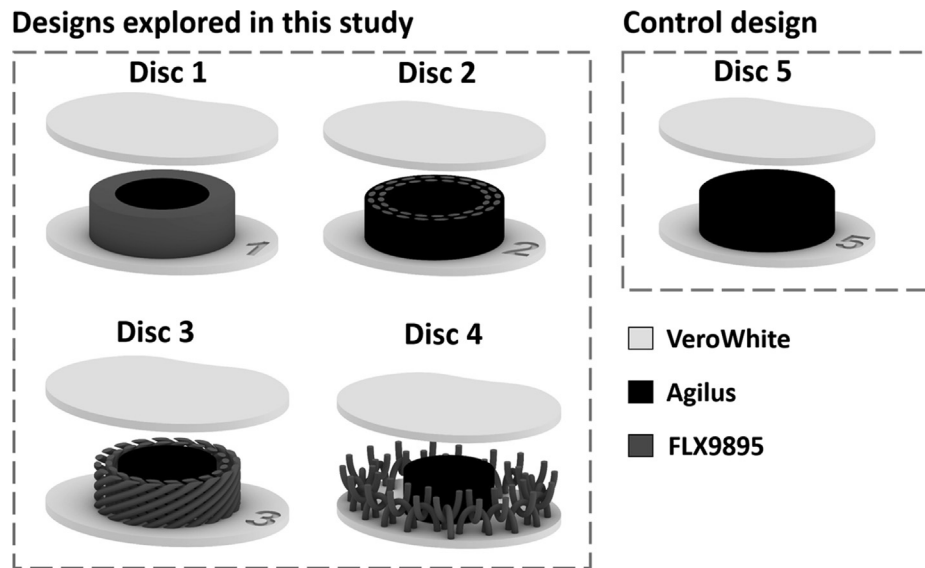 Designs explored in this study
Control design
Disc 1
Disc 2
Disc 5
1
2
5
Disc 3
Disc 4
VeroWhite
Agilus
FLX9895
3